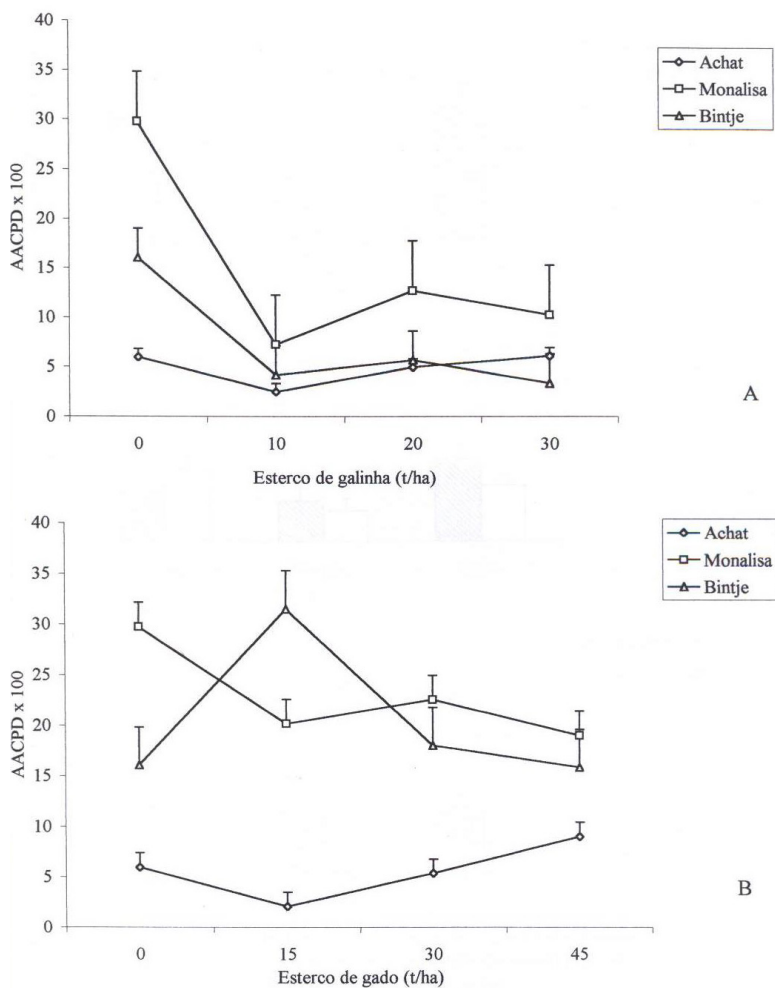 40
35
30
25
20
15
10
5
0
AACPD x 100
0 10 20 30
Esterco de galinha (t/ha)
Achat
Monalisa
Bintje
A
40
35
30
25
20
15
10
5
0
AACPD x 100
0 15 30 45
Esterco de gado (t/ha)
Achat
Monalisa
Bintje
B